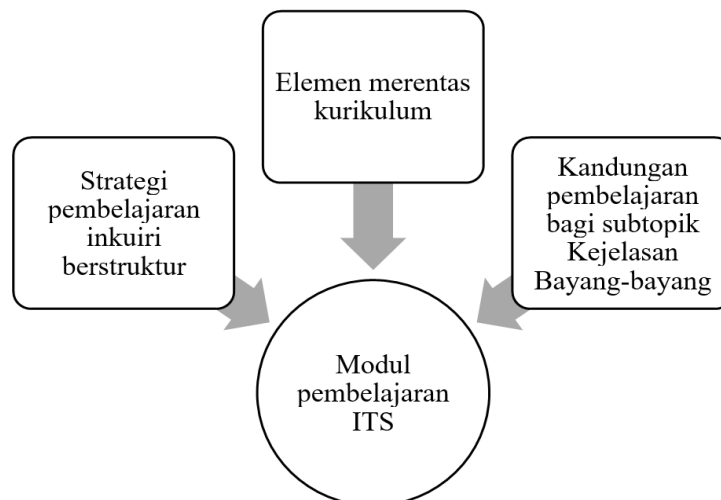 Elemen merentas
kurikulum
Strategi
pembelajaran
inkuiri
berstruktur
Kandungan
pembelajaran
bagi subtopik
Kejelasan
Bayang-bayang
Modul
pembelajaran
ITS